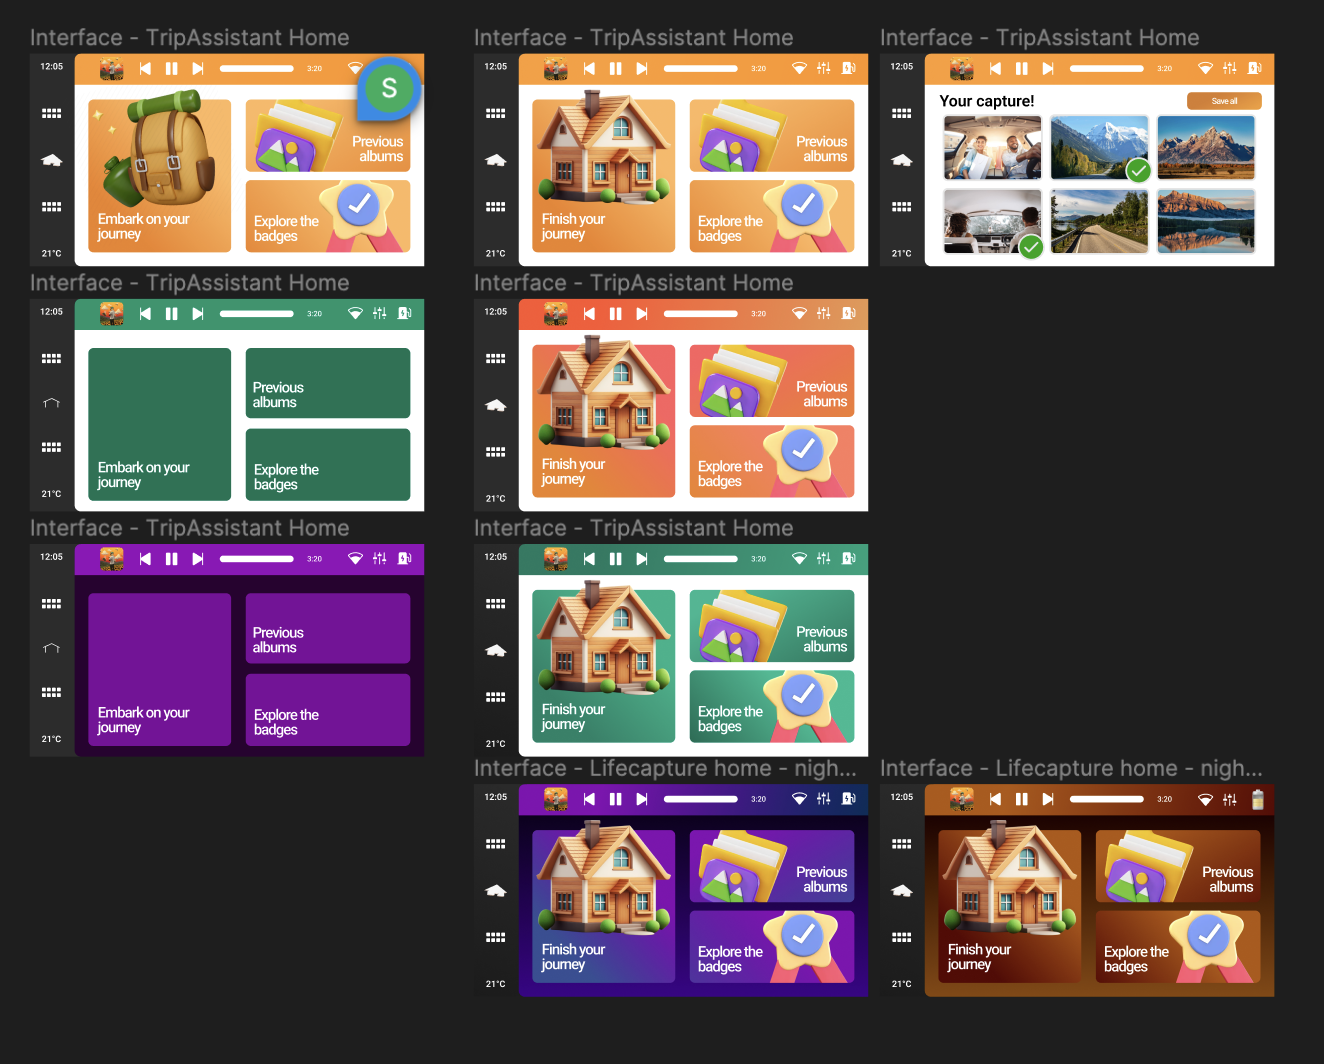 Interface - TripAssistant Home
12:05
3:20
S
Embark on your
journey
Previous
albums
Explore the
badges
21°C
Interface - TripAssistant Home
12:05
3:20
Finish your
journey
Previous
albums
Explore the
badges
21°C
Interface - TripAssistant Home
12:05
3:20
Your capture!
Save all
21°C
Interface - TripAssistant Home
12:05
3:20
Embark on your
journey
Previous
albums
Explore the
badges
21°C
Interface - TripAssistant Home
12:05
3:20
Finish your
journey
Previous
albums
Explore the
badges
21°C
Interface - TripAssistant Home
12:05
3:20
Embark on your
journey
Previous
albums
Explore the
badges
21°C
Interface - TripAssistant Home
12:05
3:20
Finish your
journey
Previous
albums
Explore the
badges
21°C
Interface - Lifecapture home - nigh...
12:05
3:20
Finish your
journey
Previous
albums
Explore the
badges
21°C
Interface - Lifecapture home - nigh...
12:05
3:20
Finish your
journey
Previous
albums
Explore the
badges
21°C